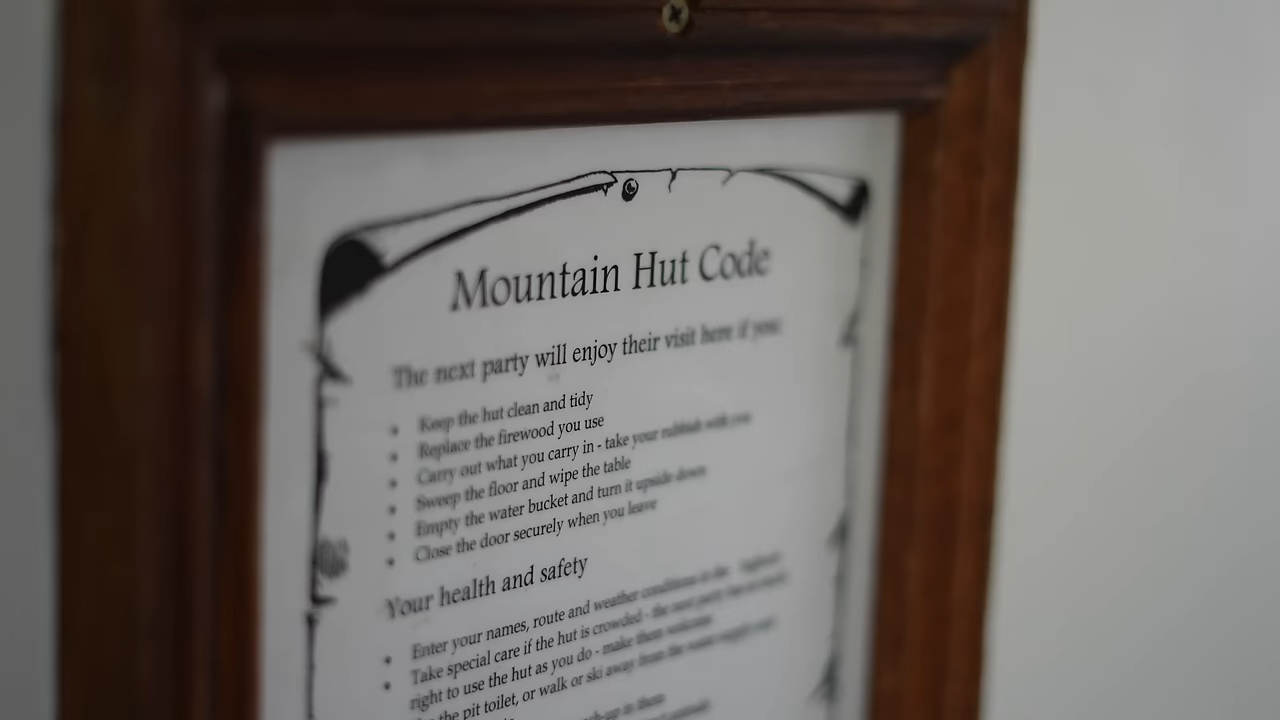 Mountain Hut Code
The next party will enjoy their visit here if you:
• Keep the hut clean and tidy
• Replace the firewood you use
• Carry out what you carry in - take your rubbish with you
• Sweep the floor and wipe the table
• Empty the water bucket and turn it upside down
• Close the door securely when you leave
Your health and safety
• Enter your names, route and weather conditions in the
• Take special care if the hut is crowded - the next party has as much
right to use the hut as you do - make them welcome
the pit toilet, or walk or ski away from the water supply
in them